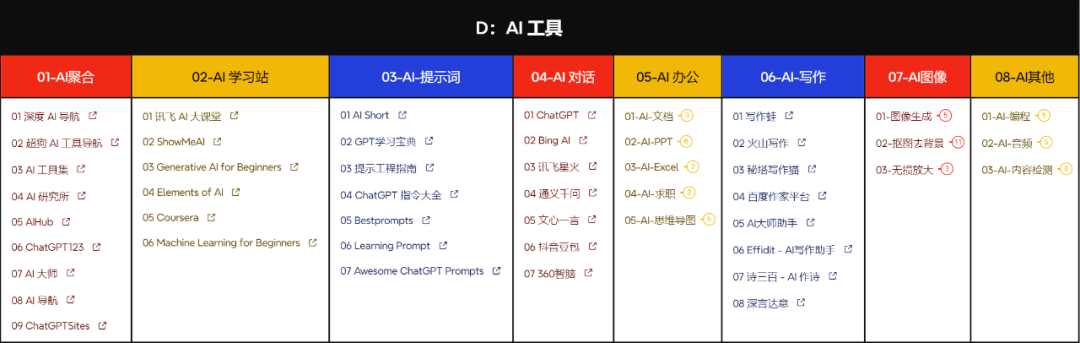 D：AI 工具
01-AI聚合
01 深度 AI 导航
02 超狗 AI 工具导航
03 AI 工具集
04 AI 研究所
05 AIHub
06 ChatGPT123
07 AI 大师
08 AI 导航
09 ChatGPTSites
02-AI 学习站
01 讯飞 AI 大课堂
02 ShowMeAI
03 Generative AI for Beginners
04 Elements of AI
05 Coursera
06 Machine Learning for Beginners
03-AI-提示词
01 AI Short
02 GPT学习宝典
03 提示工程指南
04 ChatGPT 指令大全
05 Bestprompts
06 Learning Prompt
07 Awesome ChatGPT Prompts
04-AI 对话
01 ChatGPT
02 Bing AI
03 讯飞星火
04 通义千问
05 文心一言
06 抖音豆包
07 360智脑
05-AI 办公
01-AI-文档 3
02-AI-PPT 6
03-AI-Excel 2
04-AI-求职 2
05-AI-思维导图 5
06-AI-写作
01 写作蛙
02 火山写作
03 秘塔写作猫
04 百度作家平台
05 AI大师助手
06 Effidit - AI写作助手
07 诗三百 - AI 作诗
08 深言达意
07-AI图像
01-图像生成 5
02-抠图去背景 11
03-无损放大 3
08-AI其他
01-AI-编程 5
02-AI-音频 5
03-AI-内容检测 8